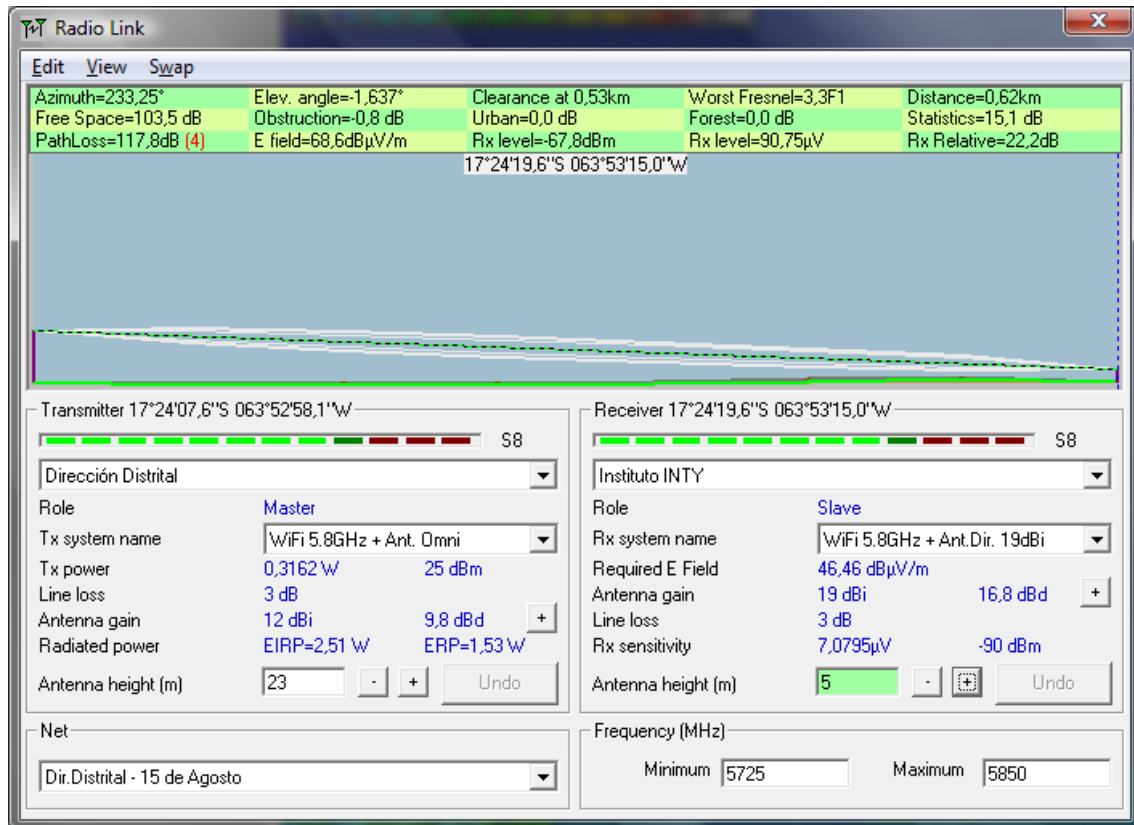 Radio Link
Edit View Swap
Azimuth=233,25° Elev. angle=-1,637° Clearance at 0,53km Worst Fresnel=3,3F1 Distance=0,62km
Free Space=103,5 dB Obstruction=-0,8 dB Urban=0,0 dB Forest=0,0 dB Statistics=15,1 dB
PathLoss=117,8dB (4) E field=68,6dBµV/m Rx level=-67,8dBm Rx level=90,75µV Rx Relative=22,2dB
17°24'19,6"S 063°53'15,0"W
Transmitter 17°24'07,6"S 063°52'58,1"W
S8
Dirección Distrital
Role Master
Tx system name WiFi 5.8GHz + Ant. Omni
Tx power 0,3162 W 25 dBm
Line loss 3 dB
Antenna gain 12 dBi 9,8 dBd +
Radiated power EIRP=2,51 W ERP=1,53 W
Antenna height (m) 23 - + Undo
Net
Dir.Distrital - 15 de Agosto
Receiver 17°24'19,6"S 063°53'15,0"W
S8
Instituto INTY
Role Slave
Rx system name WiFi 5.8GHz + Ant.Dir. 19dBi
Required E Field 46,46 dBµV/m
Antenna gain 19 dBi 16,8 dBd +
Line loss 3 dB
Rx sensitivity 7,0795µV -90 dBm
Antenna height (m) 5 - + Undo
Frequency (MHz)
Minimum 5725 Maximum 5850